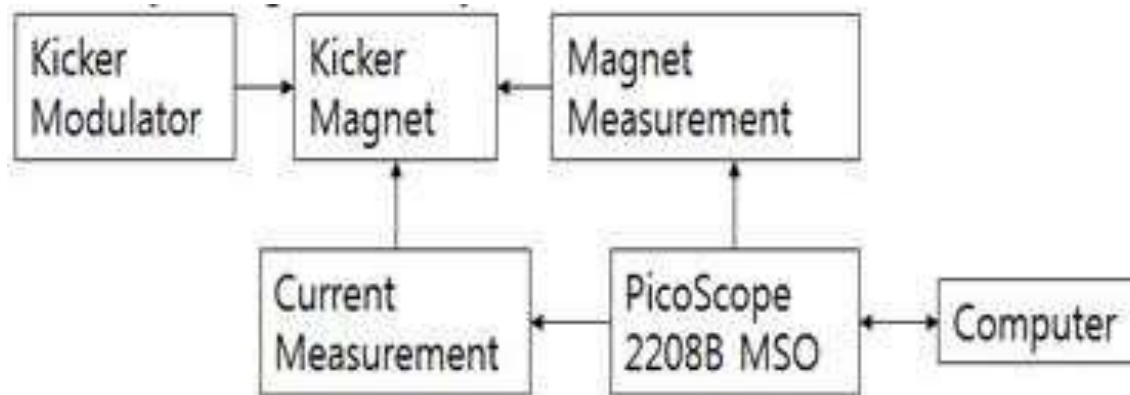 Kicker
Modulator
Kicker
Magnet
Magnet
Measurement
Current
Measurement
PicoScope
2208B MSO
Computer